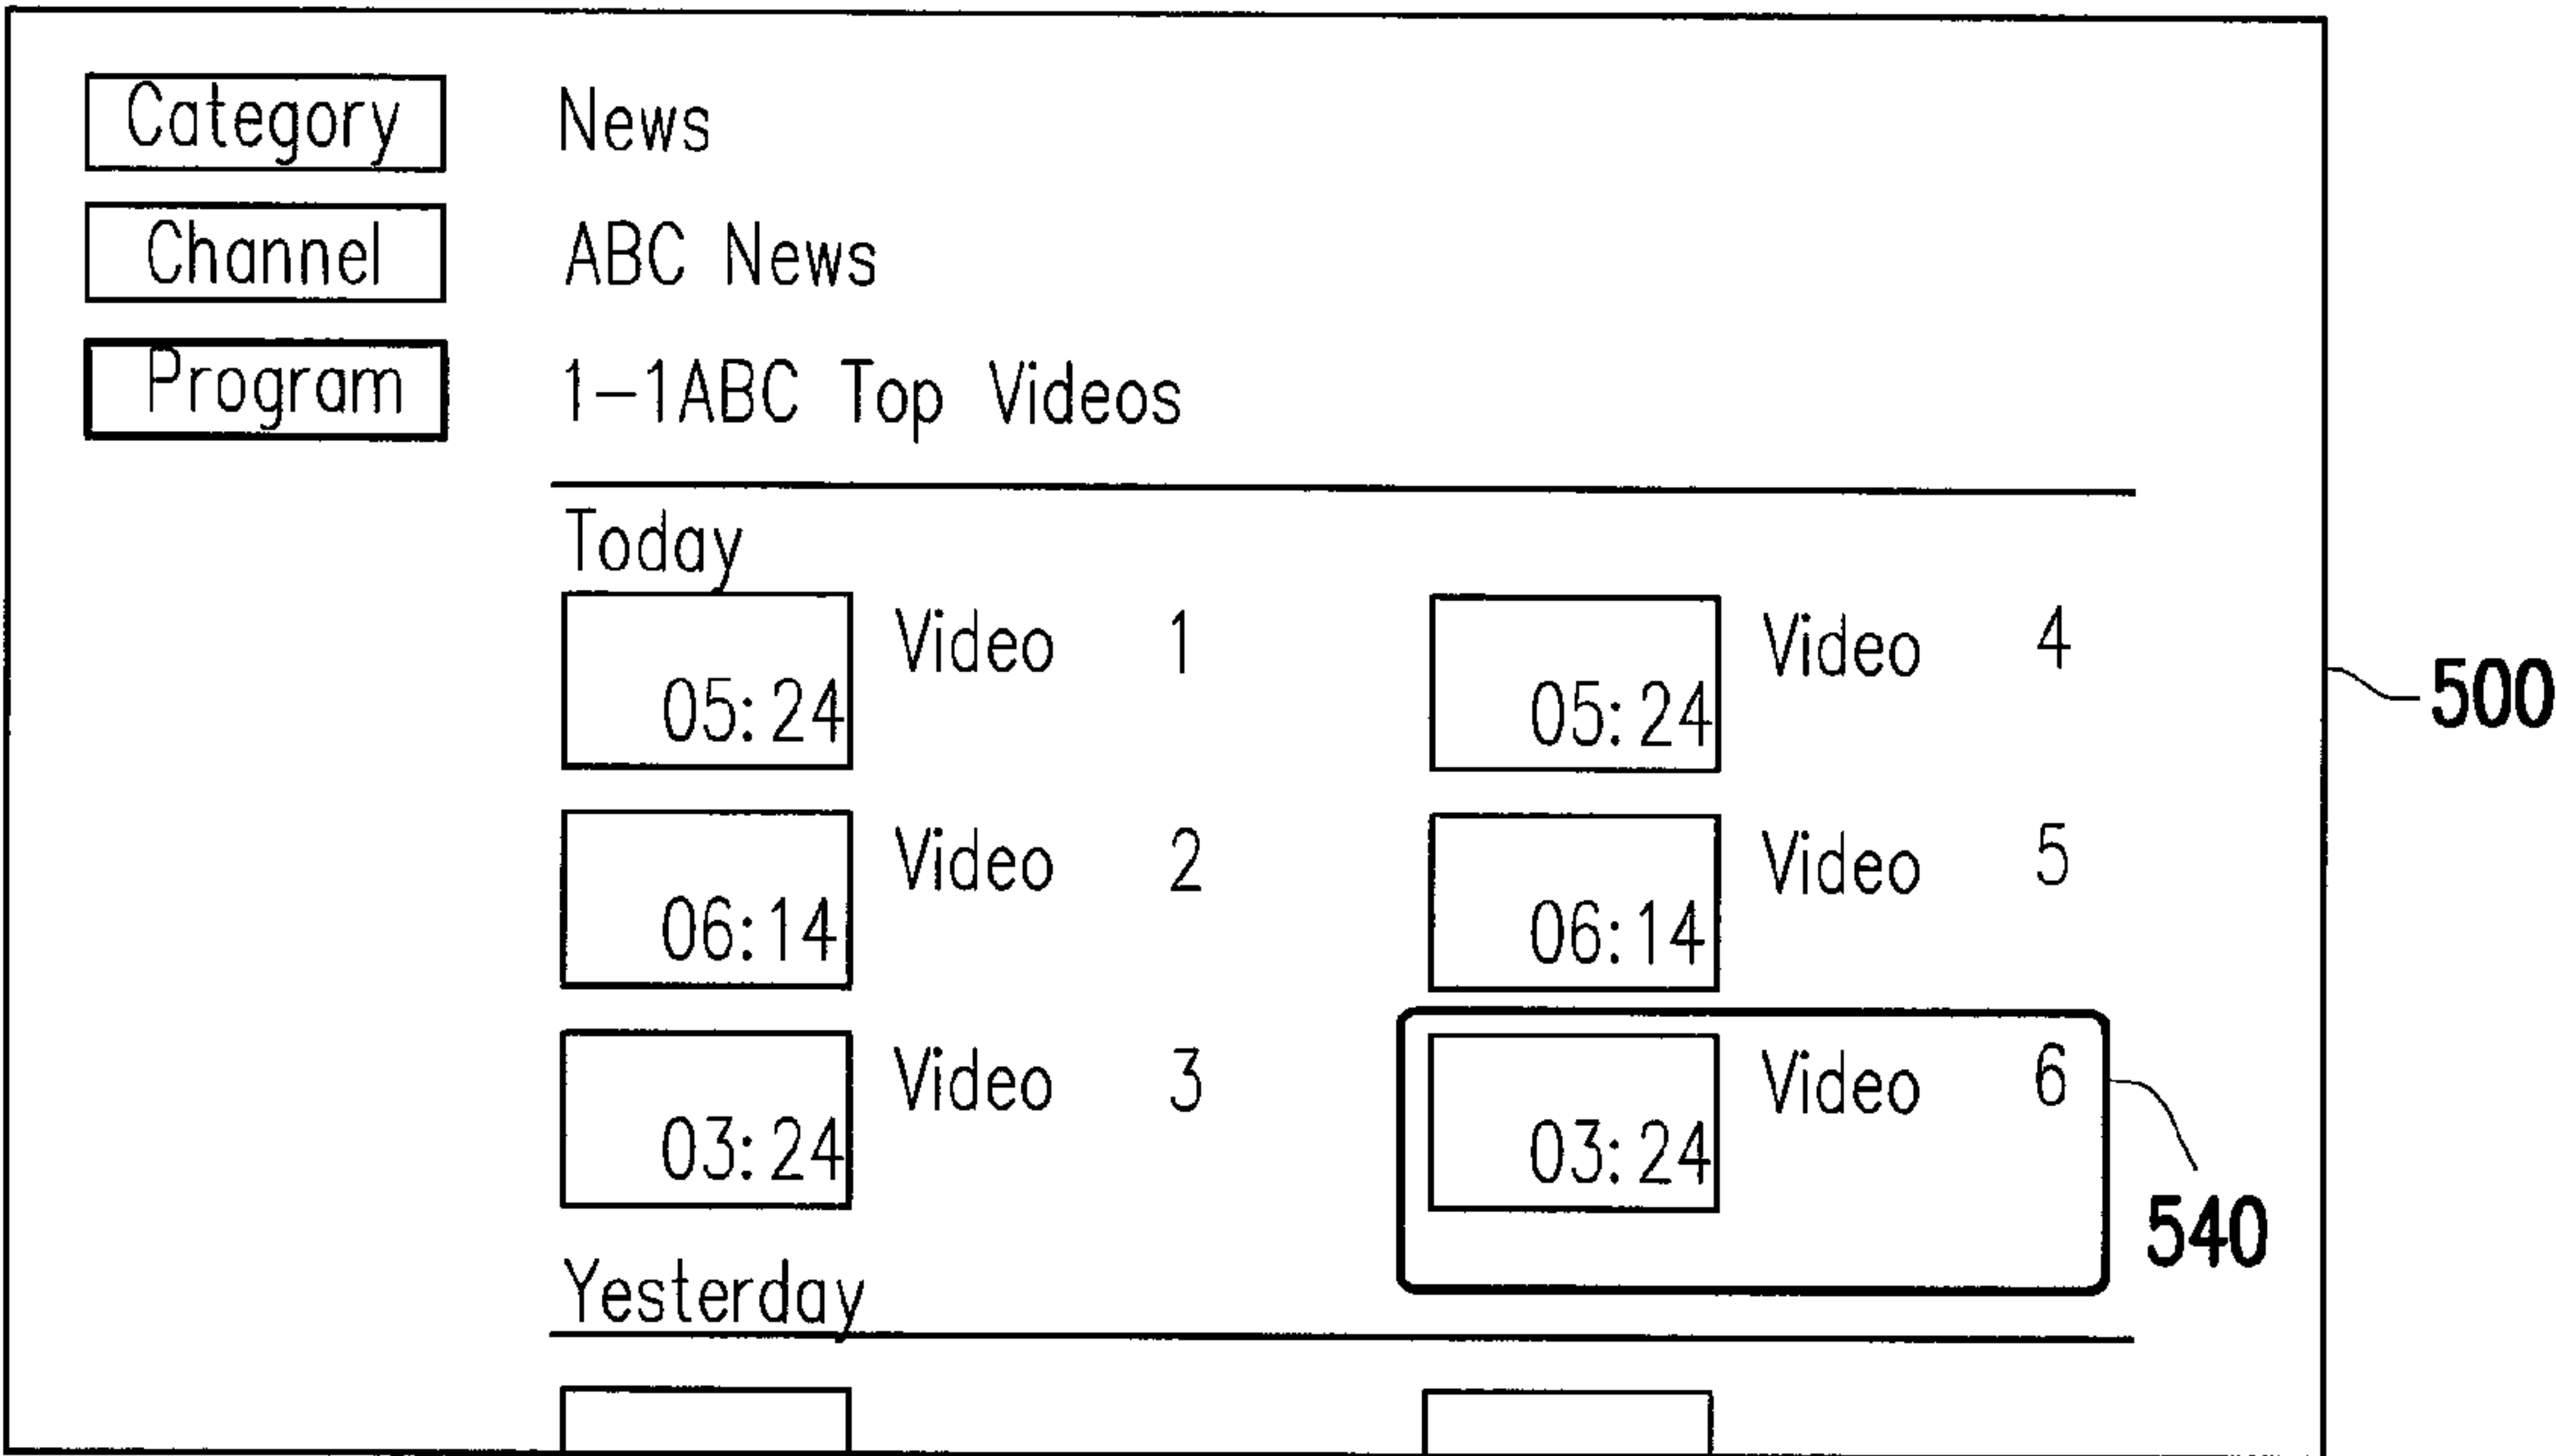 Category News
Channel ABC News
Program 1-1ABC Top Videos
Today
Video 1 Video 4
05:24 05:24
500
Video 2 Video 5
06:14 06:14
Video 3 Video 6
03:24 03:24
540
Yesterday